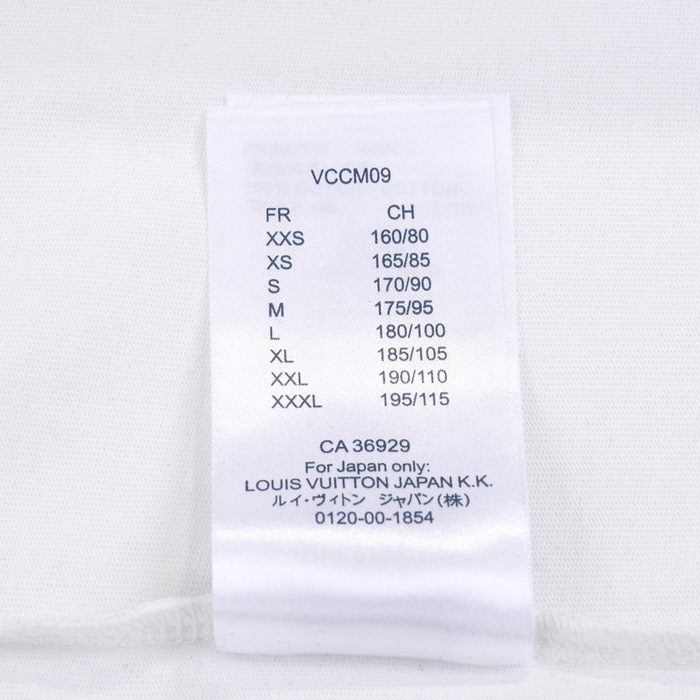 VCCM09
FR CH
XXS 160/80
XS 165/85
S 170/90
M 175/95
L 180/100
XL 185/105
XXL 190/110
XXXL 195/115
CA 36929
For Japan only:
LOUIS VUITTON JAPAN K.K.
ルイ・ヴィトン ジャパン(株)
0120-00-1854